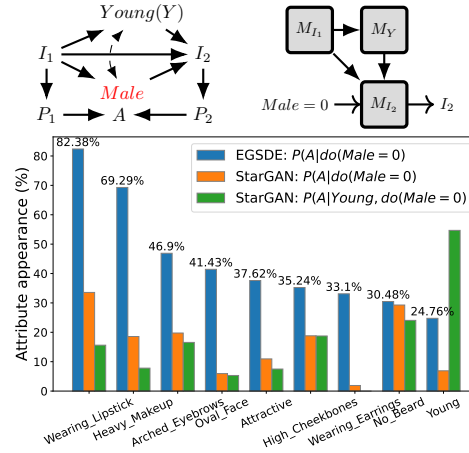 Young(Y)
I1
I2
Male
P1
A
P2
MI1
MY
Male = 0
MI2
I2
EGSDE: P(A|do(Male = 0)
StarGAN: P(A|do(Male = 0)
StarGAN: P(A|Young, do(Male = 0)
Attribute appearance (%)
80
70
60
50
40
30
20
10
0
82.38%
69.29%
46.9%
41.43%
37.62%
35.24%
33.1%
30.48%
24.76%
Wearing_Lipstick
Heavy_Makeup
Arched_Eyebrows
Oval_Face
Attractive
High_Cheekbones
Wearing_Earrings
No_Beard
Young